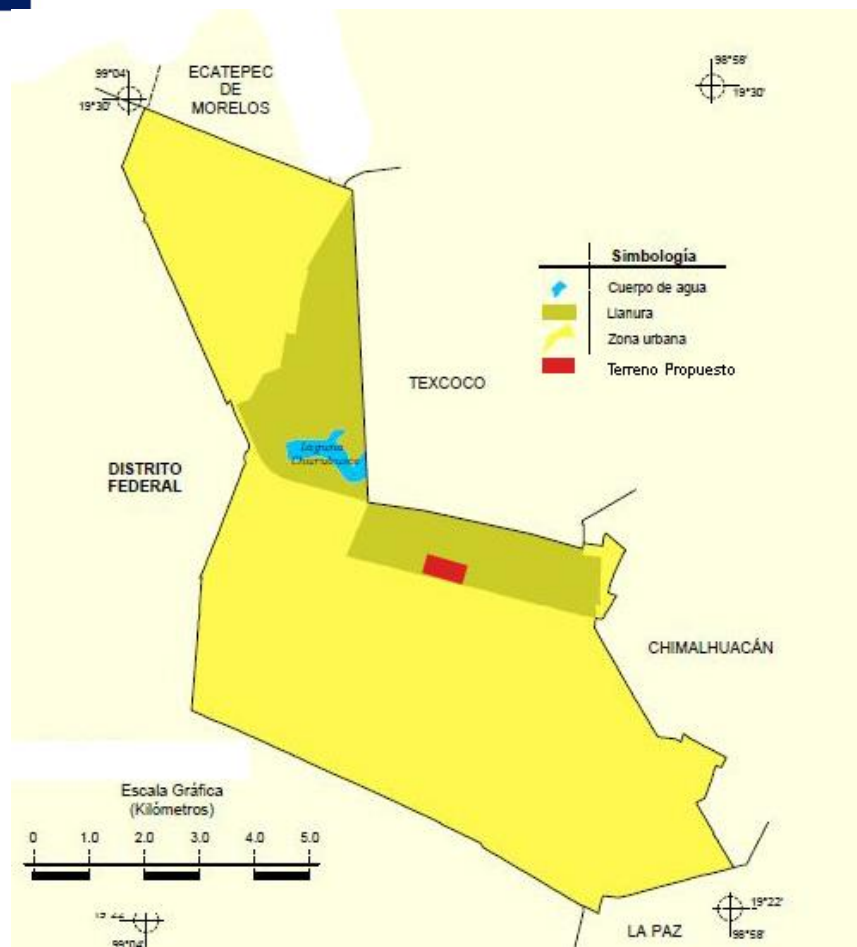 99°04'
ECATEPEC
DE
MORELOS
19°30'
98°58'
19°30'
Simbología
Cuerpo de agua
Llanura
Zona urbana
Terreno Propuesto
TEXCOCO
Laguna
Churubusco
DISTRITO
FEDERAL
CHIMALHUACÁN
Escala Gráfica
(Kilómetros)
0 1.0 2.0 3.0 4.0 5.0
99°04'
19°22'
98°58'
LA PAZ